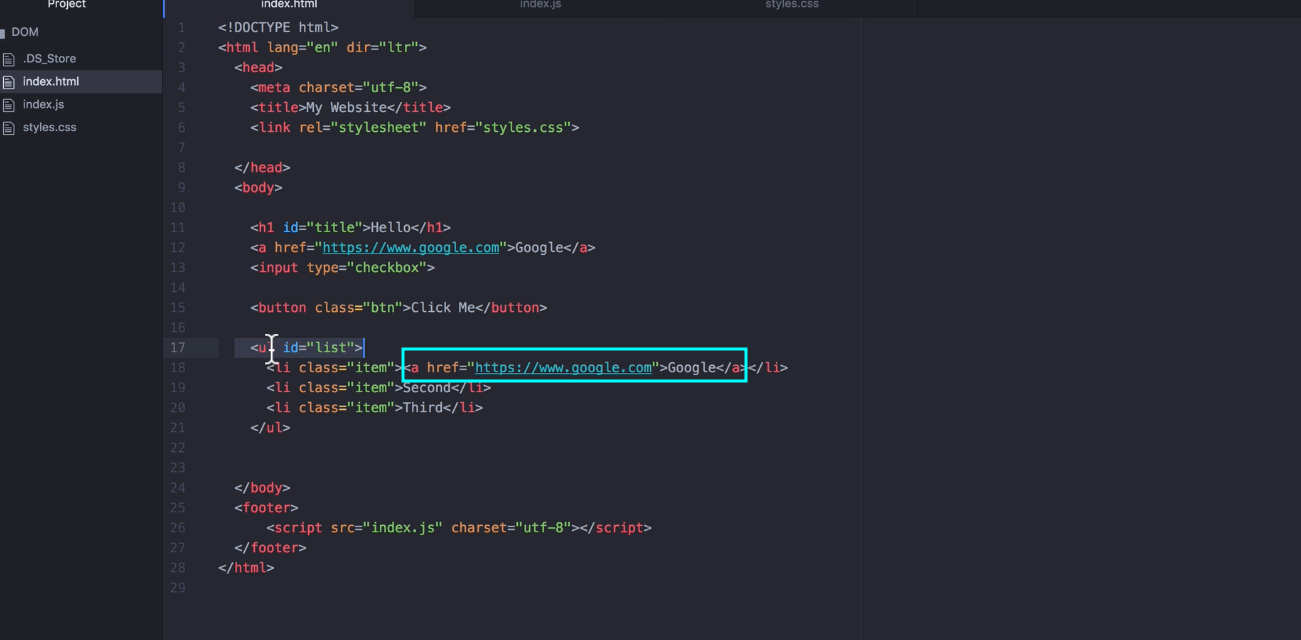 Project
DOM
.DS_Store
index.html
index.js
styles.css
index.html index.js styles.css
1 <!DOCTYPE html>
2 <html lang="en" dir="ltr">
3 <head>
4 <meta charset="utf-8">
5 <title>My Website</title>
6 <link rel="stylesheet" href="styles.css">
7
8 </head>
9 <body>
10
11 <h1 id="title">Hello</h1>
12 <a href="https://www.google.com">Google</a>
13 <input type="checkbox">
14
15 <button class="btn">Click Me</button>
16
17 <ul id="list">
18 <li class="item"><a href="https://www.google.com">Google</a></li>
19 <li class="item">Second</li>
20 <li class="item">Third</li>
21 </ul>
22
23
24 </body>
25 <footer>
26 <script src="index.js" charset="utf-8"></script>
27 </footer>
28 </html>
29